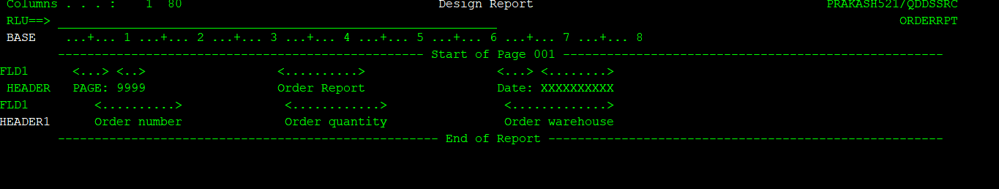 Columns . . . :    1  80                                   Design Report                                        PRAKASH521/QDDSSRC
RLU==> ____________________________________________________________                                                       ORDERRPT
BASE    ...+... 1 ...+... 2 ...+... 3 ...+... 4 ...+... 5 ...+... 6 ...+... 7 ...+... 8
-------------------------------------------------- Start of Page 001 ----------------------------------------------------
FLD1      <...> <..>                  <..........>                  <...> <........>
HEADER   PAGE: 9999                  Order Report                  Date: XXXXXXXXXX
FLD1         <..........>              <............>                <.............>
HEADER1      Order number              Order quantity                Order warehouse
---------------------------------------------------- End of Report ------------------------------------------------------